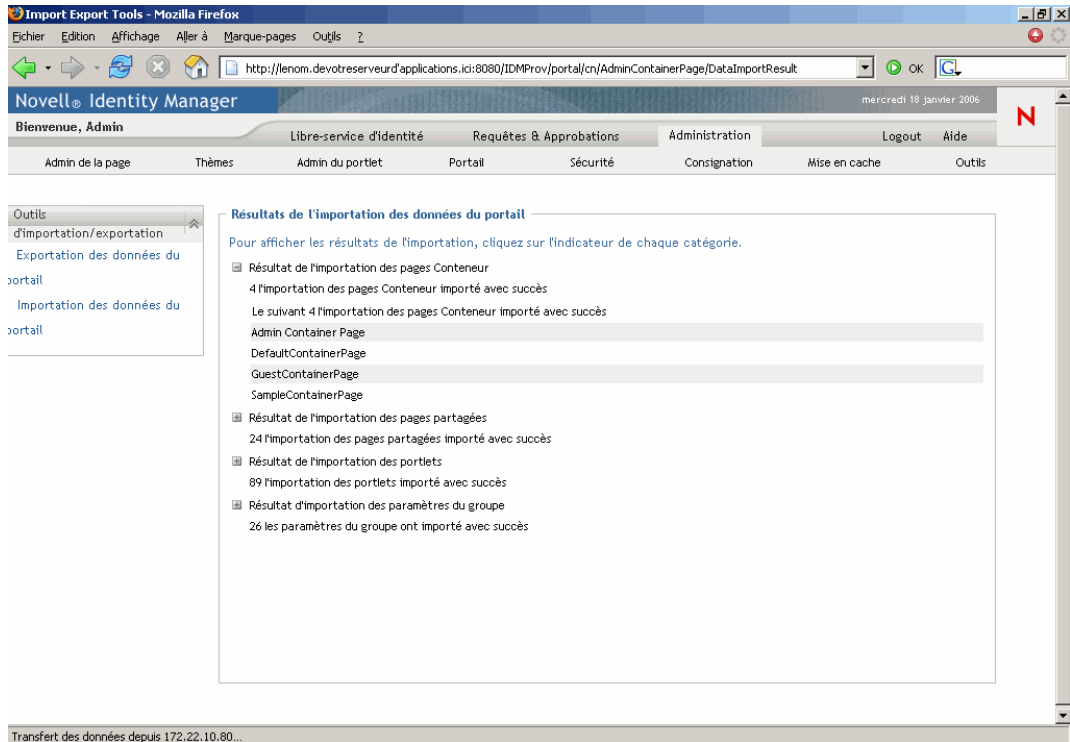 Import Export Tools - Mozilla Firefox
Fichier Edition Affichage Aller à Marque-pages Outils ?
http://lenom.devotreserveurd'applications.ici:8080/IDMProv/portal/cn/AdminContainerPage/DataImportResult OK G
Novell® Identity Manager mercredi 18 janvier 2006
N
Bienvenue, Admin
Libre-service d'identité Requêtes & Approbations Administration Logout Aide
Admin de la page Thèmes Admin du portlet Portail Sécurité Consignation Mise en cache Outils
Outils
d'importation/exportation
Exportation des données du
portail
Importation des données du
portail
Résultats de l'importation des données du portail
Pour afficher les résultats de l'importation, cliquez sur l'indicateur de chaque catégorie.
Résultat de l'importation des pages Conteneur
4 l'importation des pages Conteneur importé avec succès
Le suivant 4 l'importation des pages Conteneur importé avec succès
Admin Container Page
DefaultContainerPage
GuestContainerPage
SampleContainerPage
Résultat de l'importation des pages partagées
24 l'importation des pages partagées importé avec succès
Résultat de l'importation des portlets
89 l'importation des portlets importé avec succès
Résultat d'importation des paramètres du groupe
26 les paramètres du groupe ont importé avec succès
Transfert des données depuis 172.22.10.80...